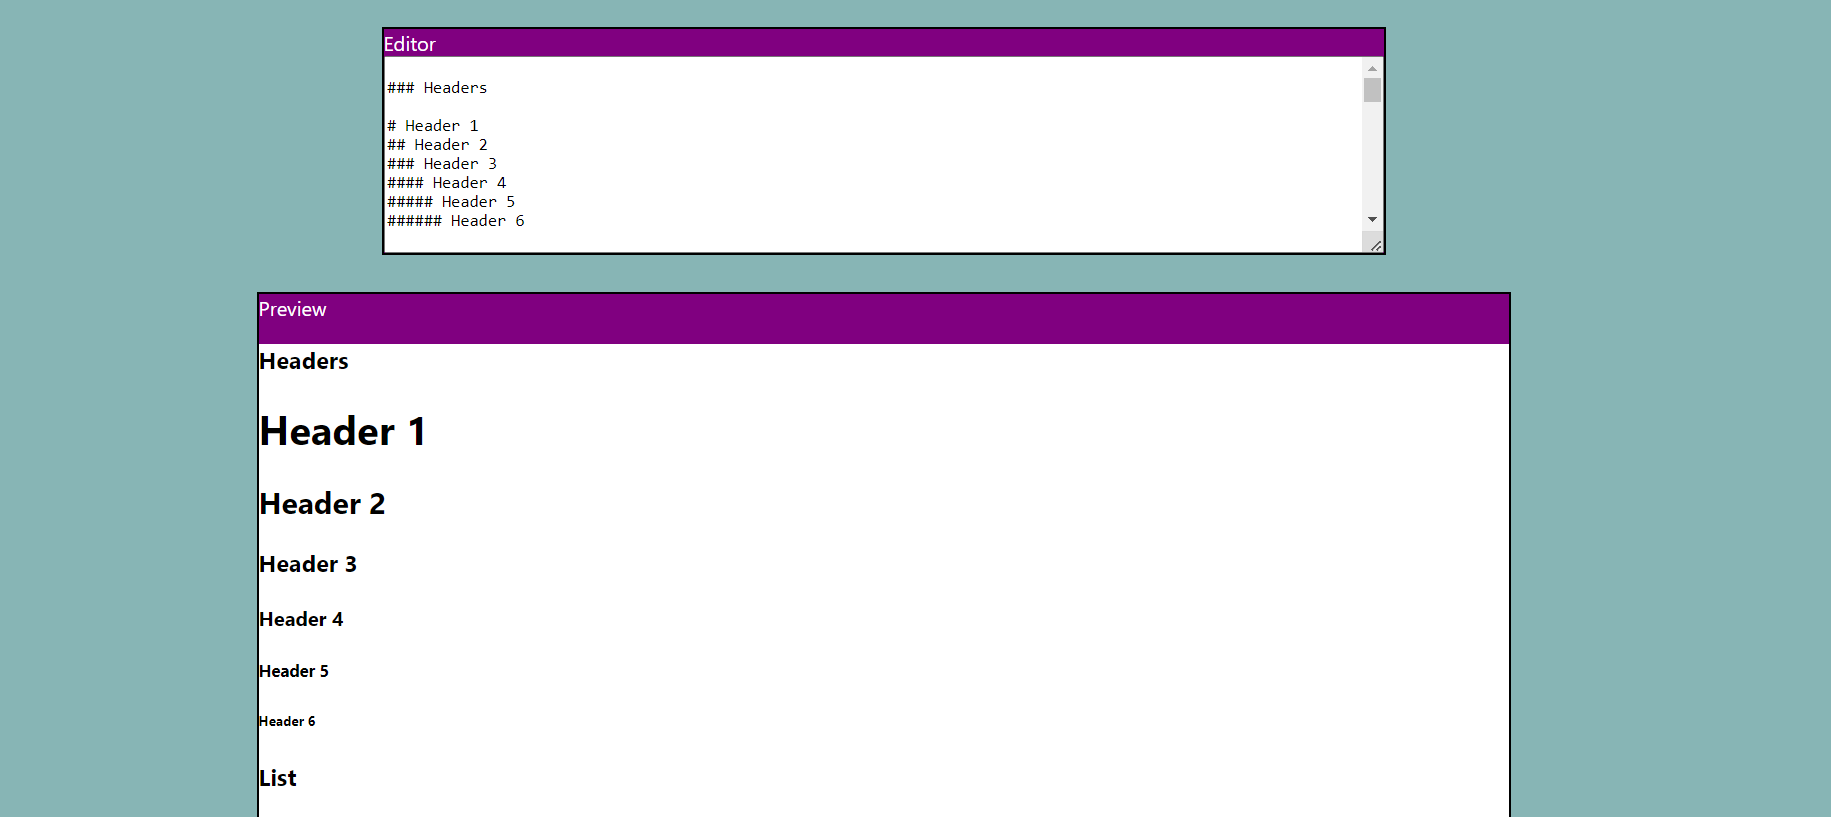 Editor
### Headers
# Header 1
## Header 2
### Header 3
#### Header 4
##### Header 5
###### Header 6
Preview
Headers
Header 1
Header 2
Header 3
Header 4
Header 5
Header 6
List